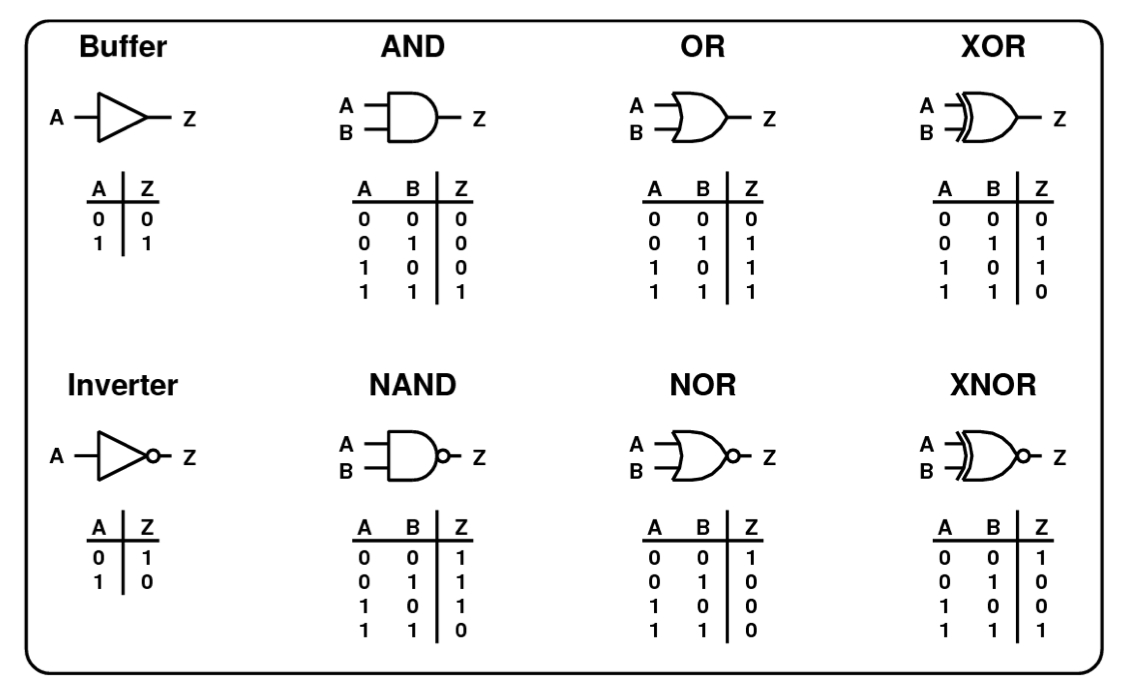 Buffer AND OR XOR
A Z A B Z A B Z A B Z
A Z A B Z A B Z A B Z
0 0 0 0 0 0 0 0 0 0 0
1 1 0 1 0 0 1 1 0 1 1
1 0 0 1 0 1 1 0 1
1 1 1 1 1 1 1 1 0
Inverter NAND NOR XNOR
A Z A B Z A B Z A B Z
A Z A B Z A B Z A B Z
0 1 0 0 1 0 0 1 0 0 1
1 0 0 1 1 0 1 0 0 1 0
1 0 1 1 0 0 1 0 0
1 1 0 1 1 0 1 1 1